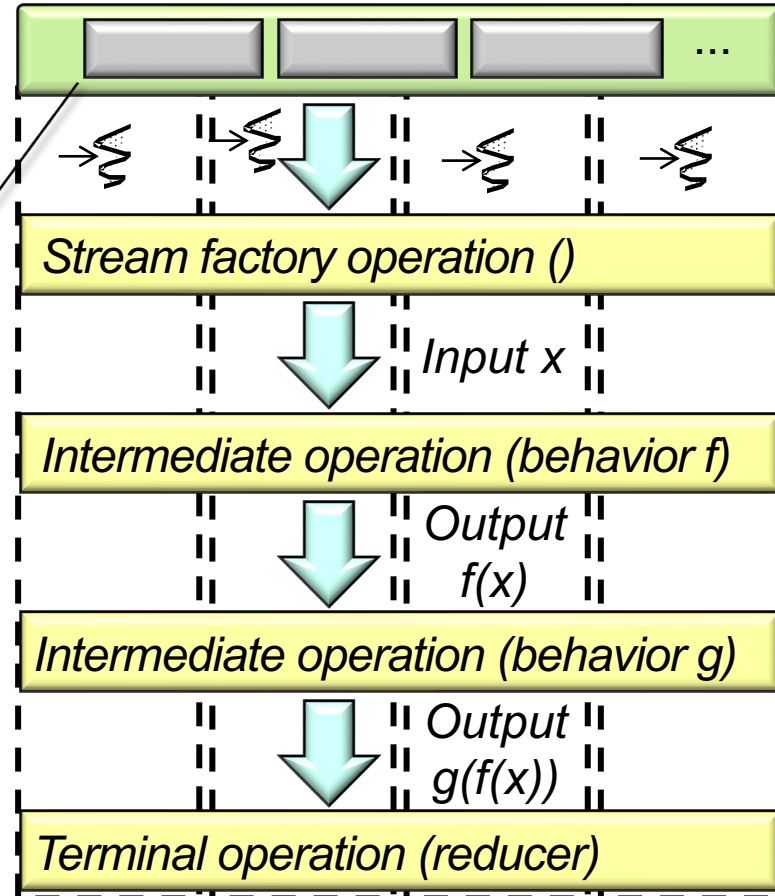 ...
Stream factory operation ()
Input x
Intermediate operation (behavior f)
Output
f(x)
Intermediate operation (behavior g)
Output
g(f(x))
Terminal operation (reducer)